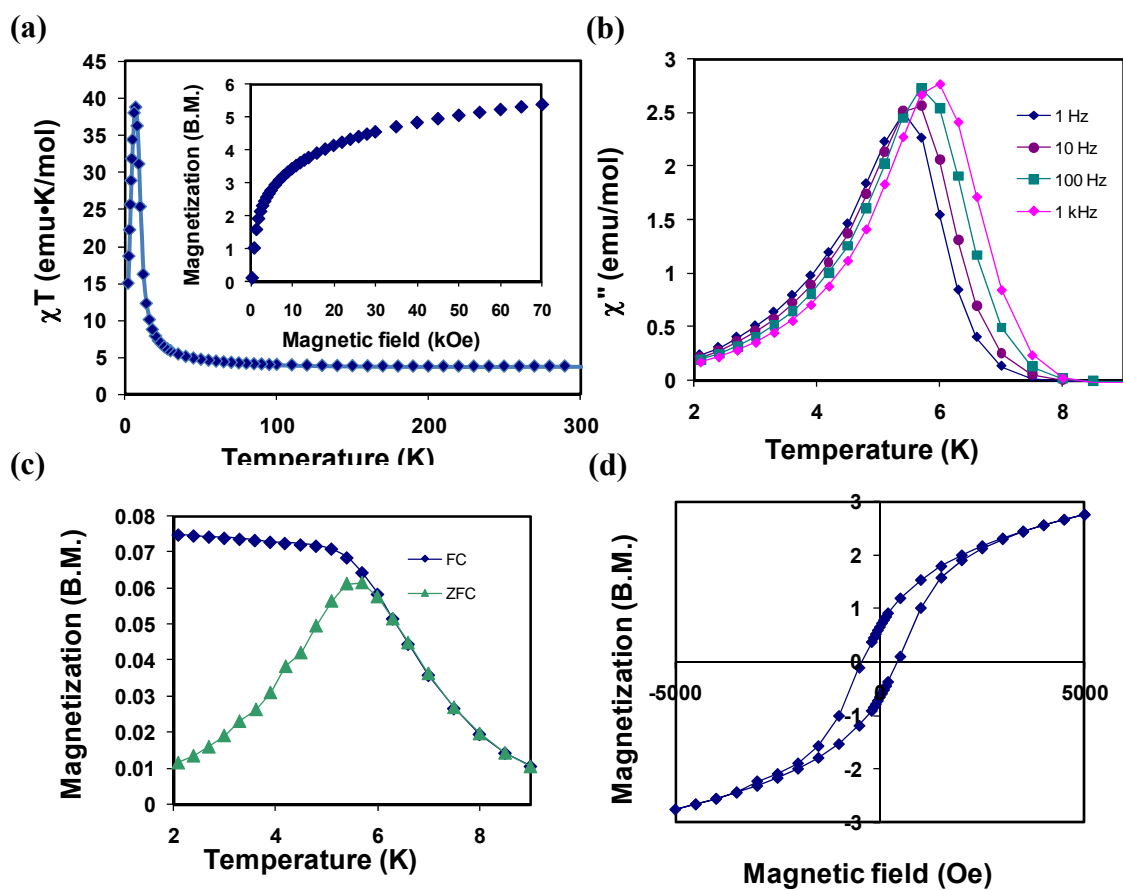 (a)
χT (emu•K/mol)
45
40
35
30
25
20
15
10
5
0
0 50 100 150 200 250 300
Temperature (K)
Magnetization (B.M.)
6
5
4
3
2
1
0
0 10 20 30 40 50 60 70
Magnetic field (kOe)
(b)
χ" (emu/mol)
3
2.5
2
1.5
1
0.5
0
2 4 6 8
Temperature (K)
1 Hz
10 Hz
100 Hz
1 kHz
(c)
Magnetization (B.M.)
0.08
0.07
0.06
0.05
0.04
0.03
0.02
0.01
0
2 4 6 8
Temperature (K)
FC
ZFC
(d)
Magnetization (B.M.)
3
2
1
0
-1
-2
-3
-5000 0 5000
Magnetic field (Oe)